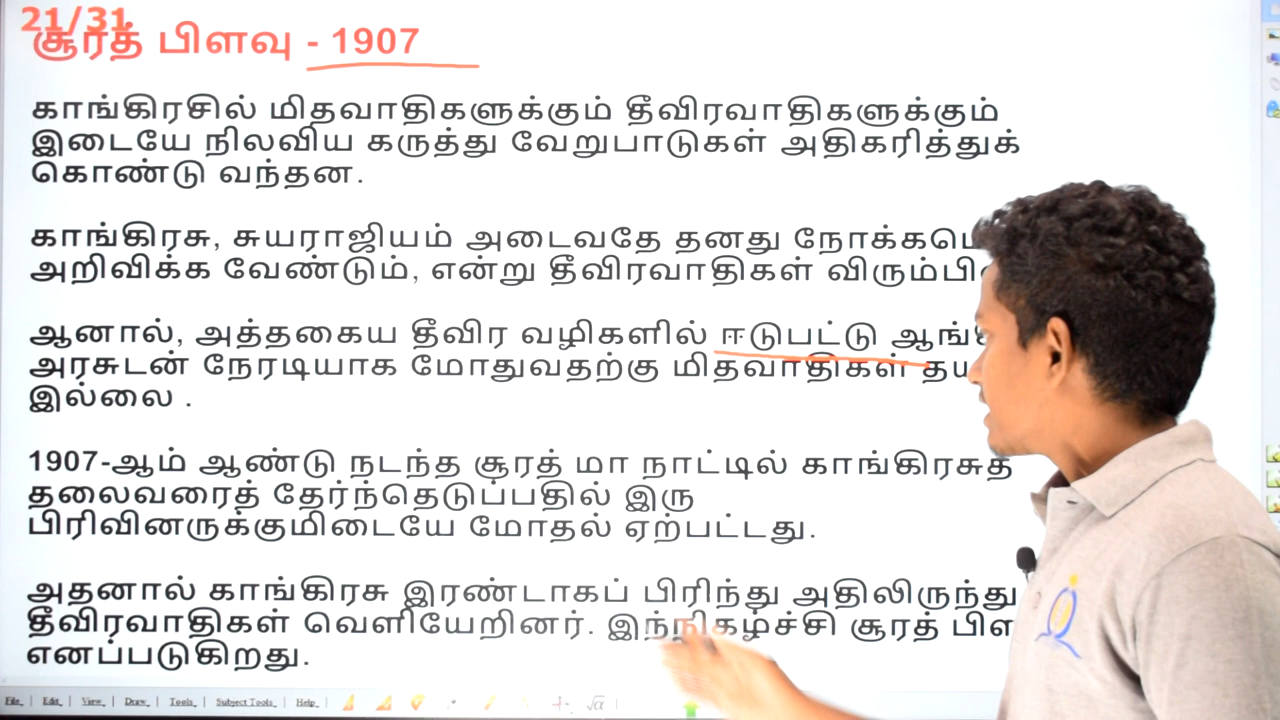 21/31
சூரத் பிளவு - 1907
காங்கிரசில் மிதவாதிகளுக்கும் தீவிரவாதிகளுக்கும்
இடையே நிலவிய கருத்து வேறுபாடுகள் அதிகரித்துக்
கொண்டு வந்தன.
காங்கிரசு, சுயராஜியம் அடைவதே தனது
அறிவிக்க வேண்டும், என்று தீவிரவாதிகள்
ஆனால், அத்தகைய தீவிர வழிகளில் ஈடுபட்டு
அரசுடன் நேரடியாக மோதுவதற்கு மிதவாதிகள்
இல்லை .
1907-ஆம் ஆண்டு நடந்த சூரத் மா நாட்டில் காங்கிரசுத்
தலைவரைத் தேர்ந்தெடுப்பதில் இரு
பிரிவினருக்குமிடையே மோதல் ஏற்பட்டது.
அதனால் காங்கிரசு இரண்டாகப் பிரிந்து அதிலிருந்து
தீவிரவாதிகள் வெளியேறினர். இந்நிகழ்ச்சி சூரத்
எனப்படுகிறது.
File | Edit | View | Draw | Tools | Subject Tools | Help |